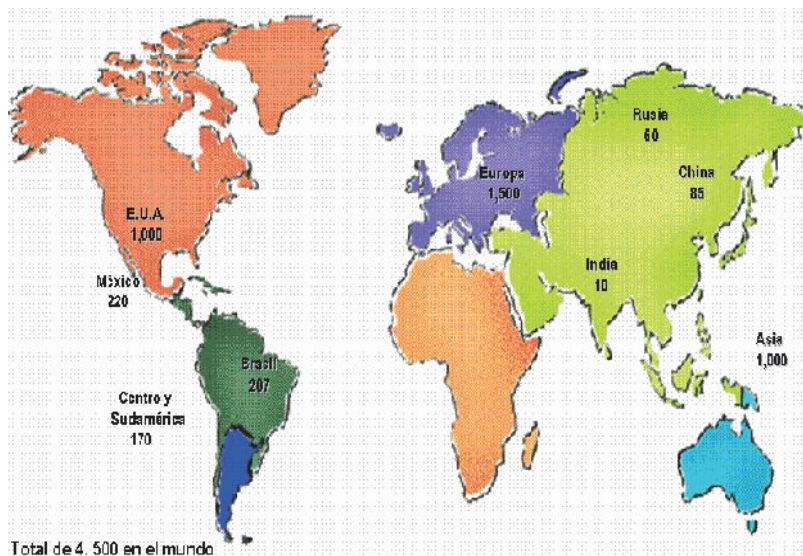 Rusia
60
China
85
Europa
1,500
E.U.A.
1,000
India
10
México
220
Asia
1,000
Brasil
207
Centro y
Sudamérica
170
Total de 4, 500 en el mundo